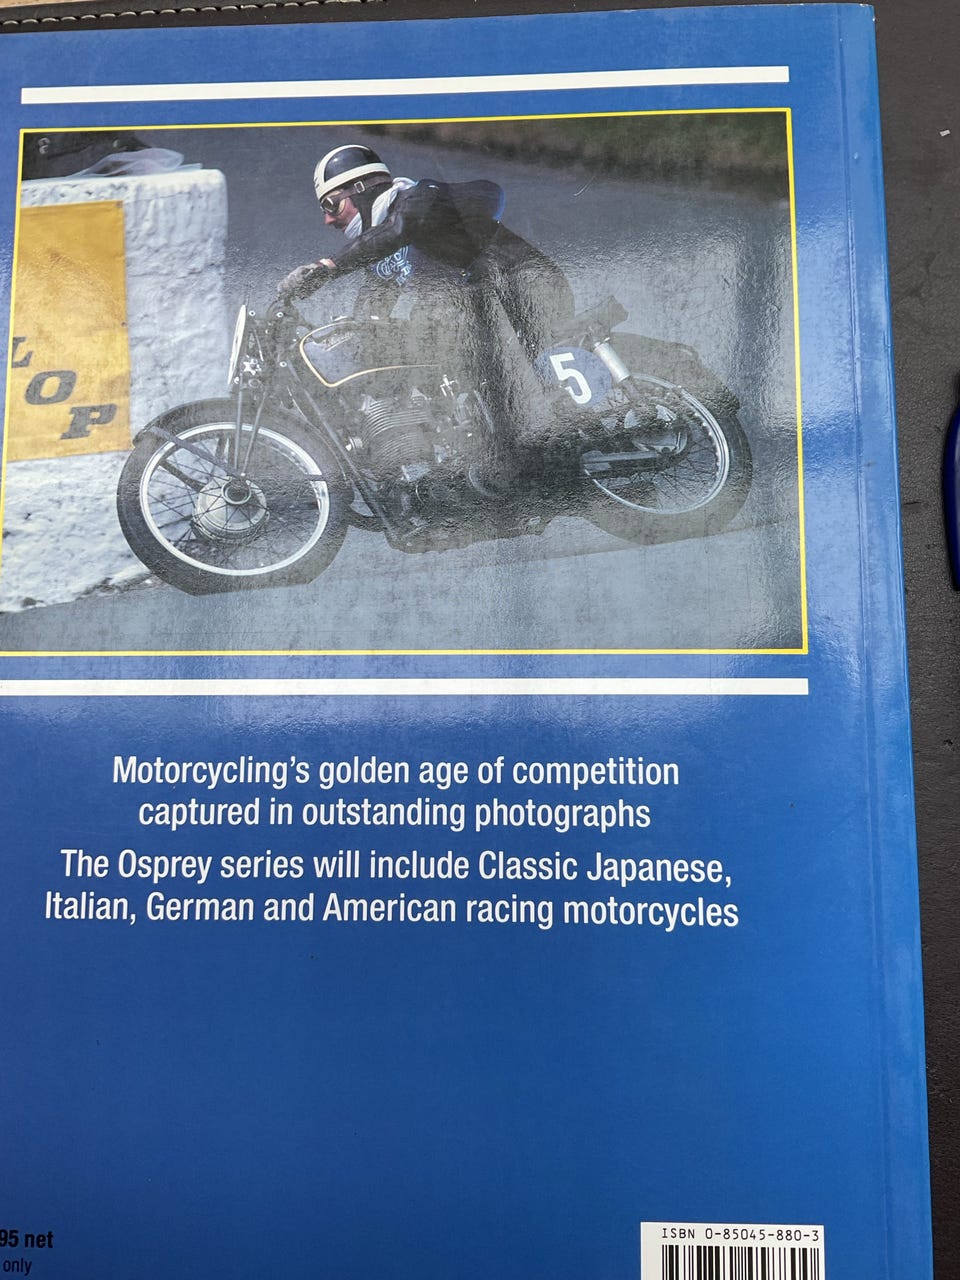 L
O
P
5
Motorcycling's golden age of competition
captured in outstanding photographs
The Osprey series will include Classic Japanese,
Italian, German and American racing motorcycles
95 net
only
ISBN 0-85045-880-3